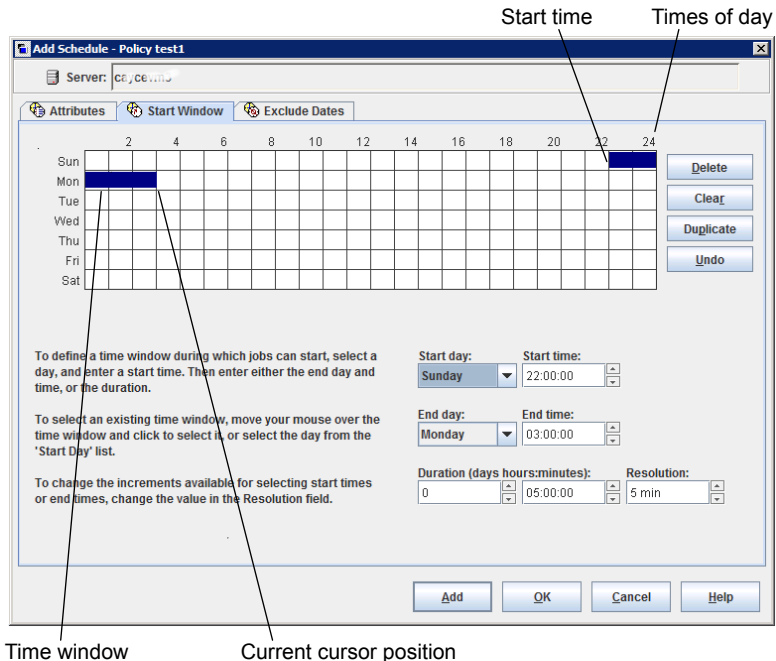 Start time Times of day
Add Schedule - Policy test1
Server:
Attributes Start Window Exclude Dates
2 4 6 8 10 12 14 16 18 20 22 24
Sun
Mon
Tue
Wed
Thu
Fri
Sat
Delete
Clear
Duplicate
Undo
To define a time window during which jobs can start, select a
day, and enter a start time. Then enter either the end day and
time, or the duration.
To select an existing time window, move your mouse over the
time window and click to select it, or select the day from the
'Start Day' list.
To change the increments available for selecting start times
or end times, change the value in the Resolution field.
Start day: Start time:
Sunday 22:00:00
End day: End time:
Monday 03:00:00
Duration (days hours:minutes): Resolution:
0 05:00:00 5 min
Add OK Cancel Help
Time window Current cursor position